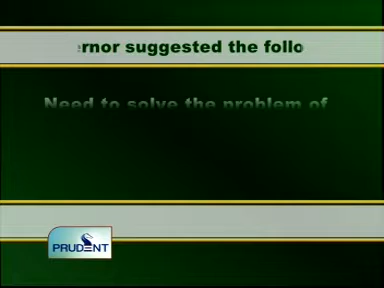 rnor suggested the follo
Need to solve the problem of
PRUDENT